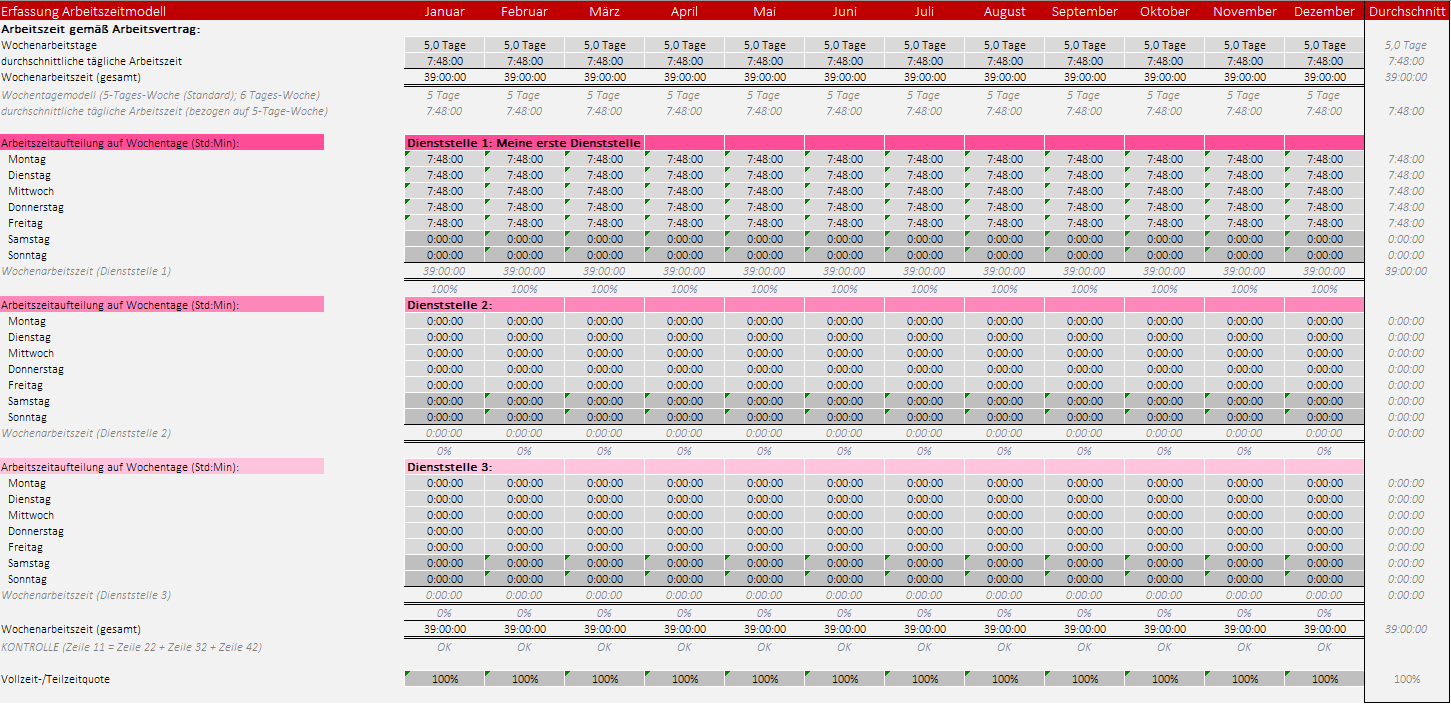 Erfassung Arbeitszeitmodell Januar Februar März April Mai Juni Juli August September Oktober November Dezember Durchschnitt
Arbeitszeit gemäß Arbeitsvertrag:
Wochenarbeitstage 5,0 Tage 5,0 Tage 5,0 Tage 5,0 Tage 5,0 Tage 5,0 Tage 5,0 Tage 5,0 Tage 5,0 Tage 5,0 Tage 5,0 Tage 5,0 Tage 5,0 Tage
durchschnittliche tägliche Arbeitszeit 7:48:00 7:48:00 7:48:00 7:48:00 7:48:00 7:48:00 7:48:00 7:48:00 7:48:00 7:48:00 7:48:00 7:48:00 7:48:00
Wochenarbeitszeit (gesamt) 39:00:00 39:00:00 39:00:00 39:00:00 39:00:00 39:00:00 39:00:00 39:00:00 39:00:00 39:00:00 39:00:00 39:00:00 39:00:00
Wochentagemodell (5-Tages-Woche (Standard); 6 Tages-Woche) 5 Tage 5 Tage 5 Tage 5 Tage 5 Tage 5 Tage 5 Tage 5 Tage 5 Tage 5 Tage 5 Tage 5 Tage
durchschnittliche tägliche Arbeitszeit (bezogen auf 5-Tage-Woche) 7:48:00 7:48:00 7:48:00 7:48:00 7:48:00 7:48:00 7:48:00 7:48:00 7:48:00 7:48:00 7:48:00 7:48:00 7:48:00
Arbeitszeitaufteilung auf Wochentage (Std:Min): Dienststelle 1: Meine erste Dienststelle
Montag 7:48:00 7:48:00 7:48:00 7:48:00 7:48:00 7:48:00 7:48:00 7:48:00 7:48:00 7:48:00 7:48:00 7:48:00 7:48:00
Dienstag 7:48:00 7:48:00 7:48:00 7:48:00 7:48:00 7:48:00 7:48:00 7:48:00 7:48:00 7:48:00 7:48:00 7:48:00 7:48:00
Mittwoch 7:48:00 7:48:00 7:48:00 7:48:00 7:48:00 7:48:00 7:48:00 7:48:00 7:48:00 7:48:00 7:48:00 7:48:00 7:48:00
Donnerstag 7:48:00 7:48:00 7:48:00 7:48:00 7:48:00 7:48:00 7:48:00 7:48:00 7:48:00 7:48:00 7:48:00 7:48:00 7:48:00
Freitag 7:48:00 7:48:00 7:48:00 7:48:00 7:48:00 7:48:00 7:48:00 7:48:00 7:48:00 7:48:00 7:48:00 7:48:00 7:48:00
Samstag 0:00:00 0:00:00 0:00:00 0:00:00 0:00:00 0:00:00 0:00:00 0:00:00 0:00:00 0:00:00 0:00:00 0:00:00 0:00:00
Sonntag 0:00:00 0:00:00 0:00:00 0:00:00 0:00:00 0:00:00 0:00:00 0:00:00 0:00:00 0:00:00 0:00:00 0:00:00 0:00:00
Wochenarbeitszeit (Dienststelle 1) 39:00:00 39:00:00 39:00:00 39:00:00 39:00:00 39:00:00 39:00:00 39:00:00 39:00:00 39:00:00 39:00:00 39:00:00 39:00:00
100% 100% 100% 100% 100% 100% 100% 100% 100% 100% 100% 100%
Arbeitszeitaufteilung auf Wochentage (Std:Min): Dienststelle 2:
Montag 0:00:00 0:00:00 0:00:00 0:00:00 0:00:00 0:00:00 0:00:00 0:00:00 0:00:00 0:00:00 0:00:00 0:00:00 0:00:00
Dienstag 0:00:00 0:00:00 0:00:00 0:00:00 0:00:00 0:00:00 0:00:00 0:00:00 0:00:00 0:00:00 0:00:00 0:00:00 0:00:00
Mittwoch 0:00:00 0:00:00 0:00:00 0:00:00 0:00:00 0:00:00 0:00:00 0:00:00 0:00:00 0:00:00 0:00:00 0:00:00 0:00:00
Donnerstag 0:00:00 0:00:00 0:00:00 0:00:00 0:00:00 0:00:00 0:00:00 0:00:00 0:00:00 0:00:00 0:00:00 0:00:00 0:00:00
Freitag 0:00:00 0:00:00 0:00:00 0:00:00 0:00:00 0:00:00 0:00:00 0:00:00 0:00:00 0:00:00 0:00:00 0:00:00 0:00:00
Samstag 0:00:00 0:00:00 0:00:00 0:00:00 0:00:00 0:00:00 0:00:00 0:00:00 0:00:00 0:00:00 0:00:00 0:00:00 0:00:00
Sonntag 0:00:00 0:00:00 0:00:00 0:00:00 0:00:00 0:00:00 0:00:00 0:00:00 0:00:00 0:00:00 0:00:00 0:00:00 0:00:00
Wochenarbeitszeit (Dienststelle 2) 0:00:00 0:00:00 0:00:00 0:00:00 0:00:00 0:00:00 0:00:00 0:00:00 0:00:00 0:00:00 0:00:00 0:00:00 0:00:00
0% 0% 0% 0% 0% 0% 0% 0% 0% 0% 0% 0%
Arbeitszeitaufteilung auf Wochentage (Std:Min): Dienststelle 3:
Montag 0:00:00 0:00:00 0:00:00 0:00:00 0:00:00 0:00:00 0:00:00 0:00:00 0:00:00 0:00:00 0:00:00 0:00:00 0:00:00
Dienstag 0:00:00 0:00:00 0:00:00 0:00:00 0:00:00 0:00:00 0:00:00 0:00:00 0:00:00 0:00:00 0:00:00 0:00:00 0:00:00
Mittwoch 0:00:00 0:00:00 0:00:00 0:00:00 0:00:00 0:00:00 0:00:00 0:00:00 0:00:00 0:00:00 0:00:00 0:00:00 0:00:00
Donnerstag 0:00:00 0:00:00 0:00:00 0:00:00 0:00:00 0:00:00 0:00:00 0:00:00 0:00:00 0:00:00 0:00:00 0:00:00 0:00:00
Freitag 0:00:00 0:00:00 0:00:00 0:00:00 0:00:00 0:00:00 0:00:00 0:00:00 0:00:00 0:00:00 0:00:00 0:00:00 0:00:00
Samstag 0:00:00 0:00:00 0:00:00 0:00:00 0:00:00 0:00:00 0:00:00 0:00:00 0:00:00 0:00:00 0:00:00 0:00:00 0:00:00
Sonntag 0:00:00 0:00:00 0:00:00 0:00:00 0:00:00 0:00:00 0:00:00 0:00:00 0:00:00 0:00:00 0:00:00 0:00:00 0:00:00
Wochenarbeitszeit (Dienststelle 3) 0:00:00 0:00:00 0:00:00 0:00:00 0:00:00 0:00:00 0:00:00 0:00:00 0:00:00 0:00:00 0:00:00 0:00:00 0:00:00
0% 0% 0% 0% 0% 0% 0% 0% 0% 0% 0% 0%
Wochenarbeitszeit (gesamt) 39:00:00 39:00:00 39:00:00 39:00:00 39:00:00 39:00:00 39:00:00 39:00:00 39:00:00 39:00:00 39:00:00 39:00:00 39:00:00
KONTROLLE (Zeile 11 = Zeile 22 + Zeile 32 + Zeile 42) OK OK OK OK OK OK OK OK OK OK OK OK
Vollzeit-/Teilzeitquote 100% 100% 100% 100% 100% 100% 100% 100% 100% 100% 100% 100% 100%